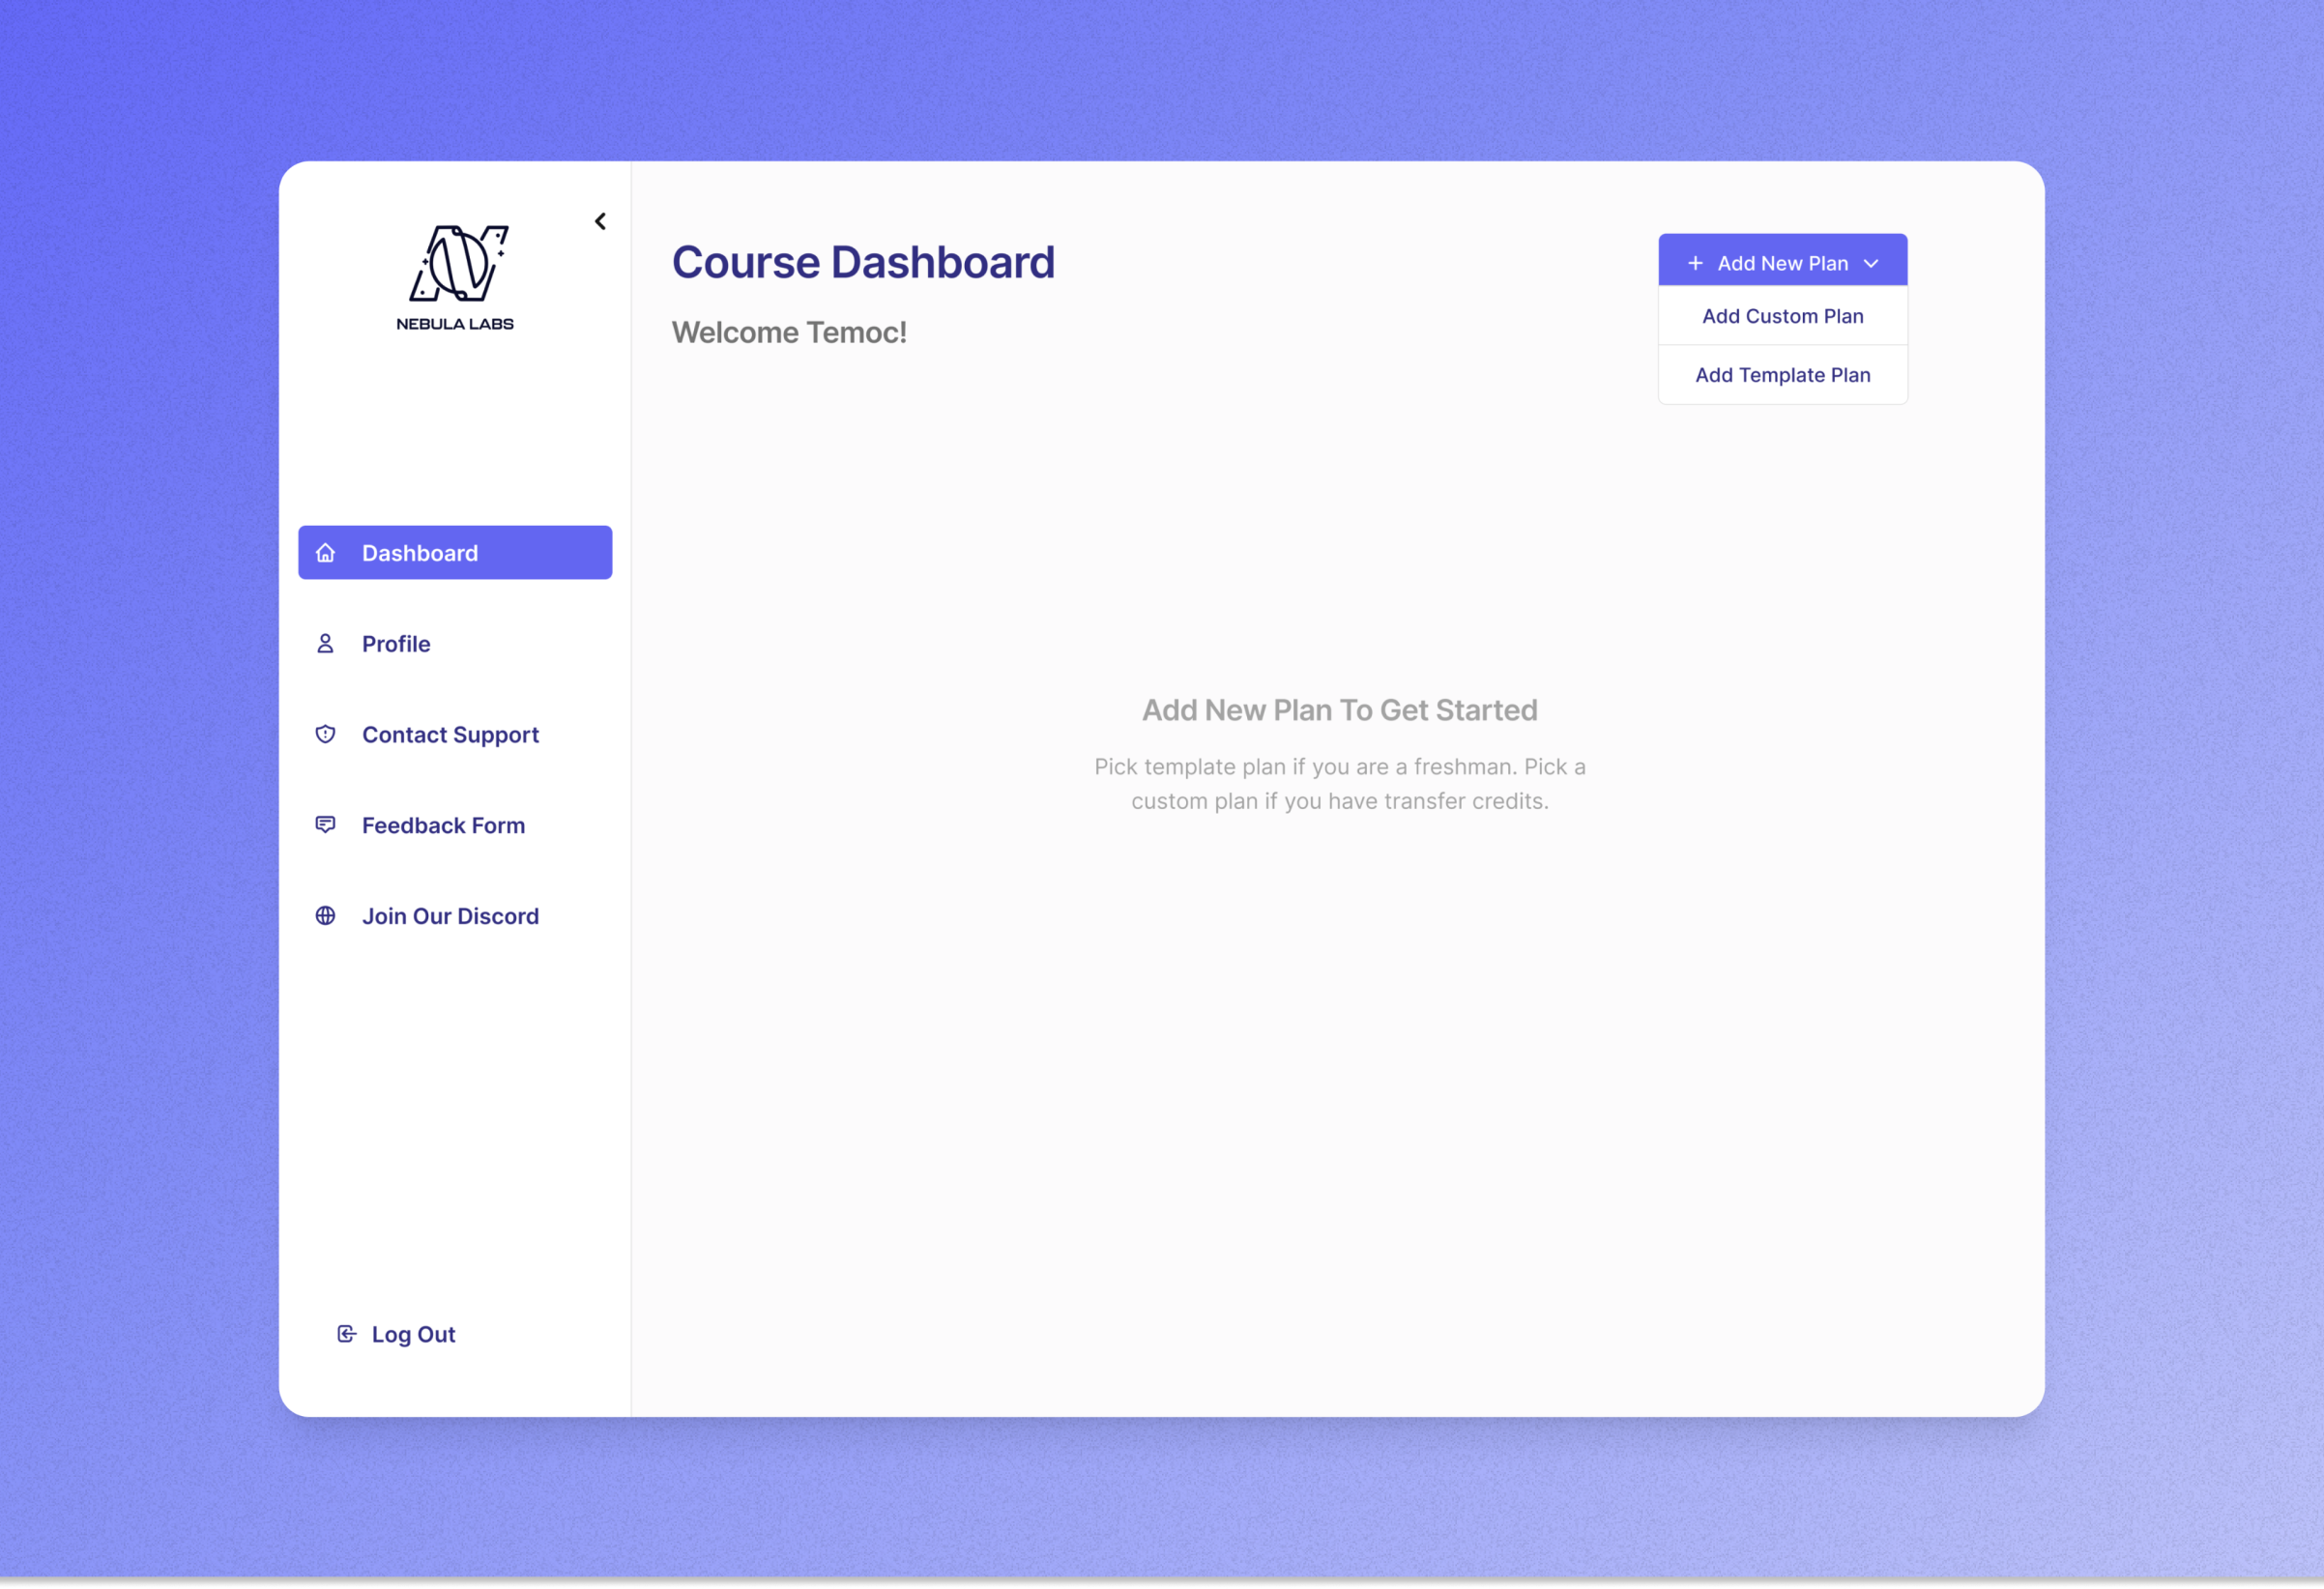 NEBULA LABS
Dashboard
Profile
Contact Support
Feedback Form
Join Our Discord
Log Out
Course Dashboard
Welcome Temoc!
Add New Plan
Add Custom Plan
Add Template Plan
Add New Plan To Get Started
Pick template plan if you are a freshman. Pick a
custom plan if you have transfer credits.